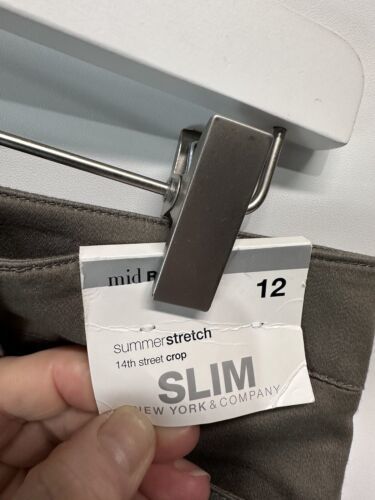 mid
12
summerstretch
14th street crop
SLIM
NEW YORK & COMPANY